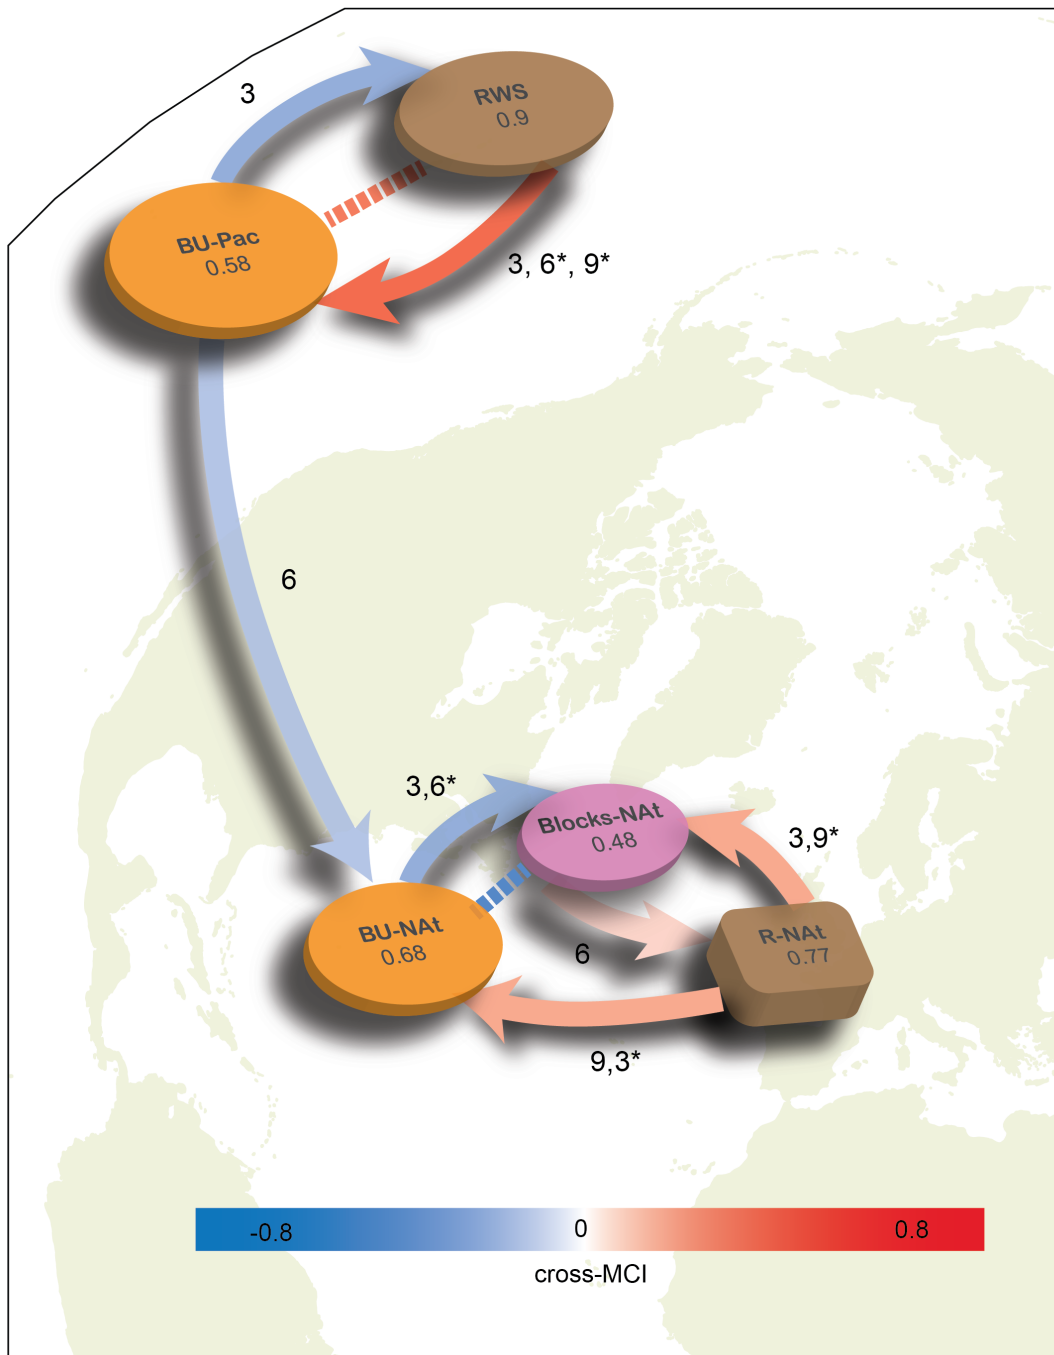 3
RWS
0.9
BU-Pac
0.58
3, 6*, 9*
6
3,6*
Blocks-NAt
0.48
3,9*
BU-NAt
0.68
6
R-NAt
0.77
9,3*
-0.8
0
0.8
cross-MCI